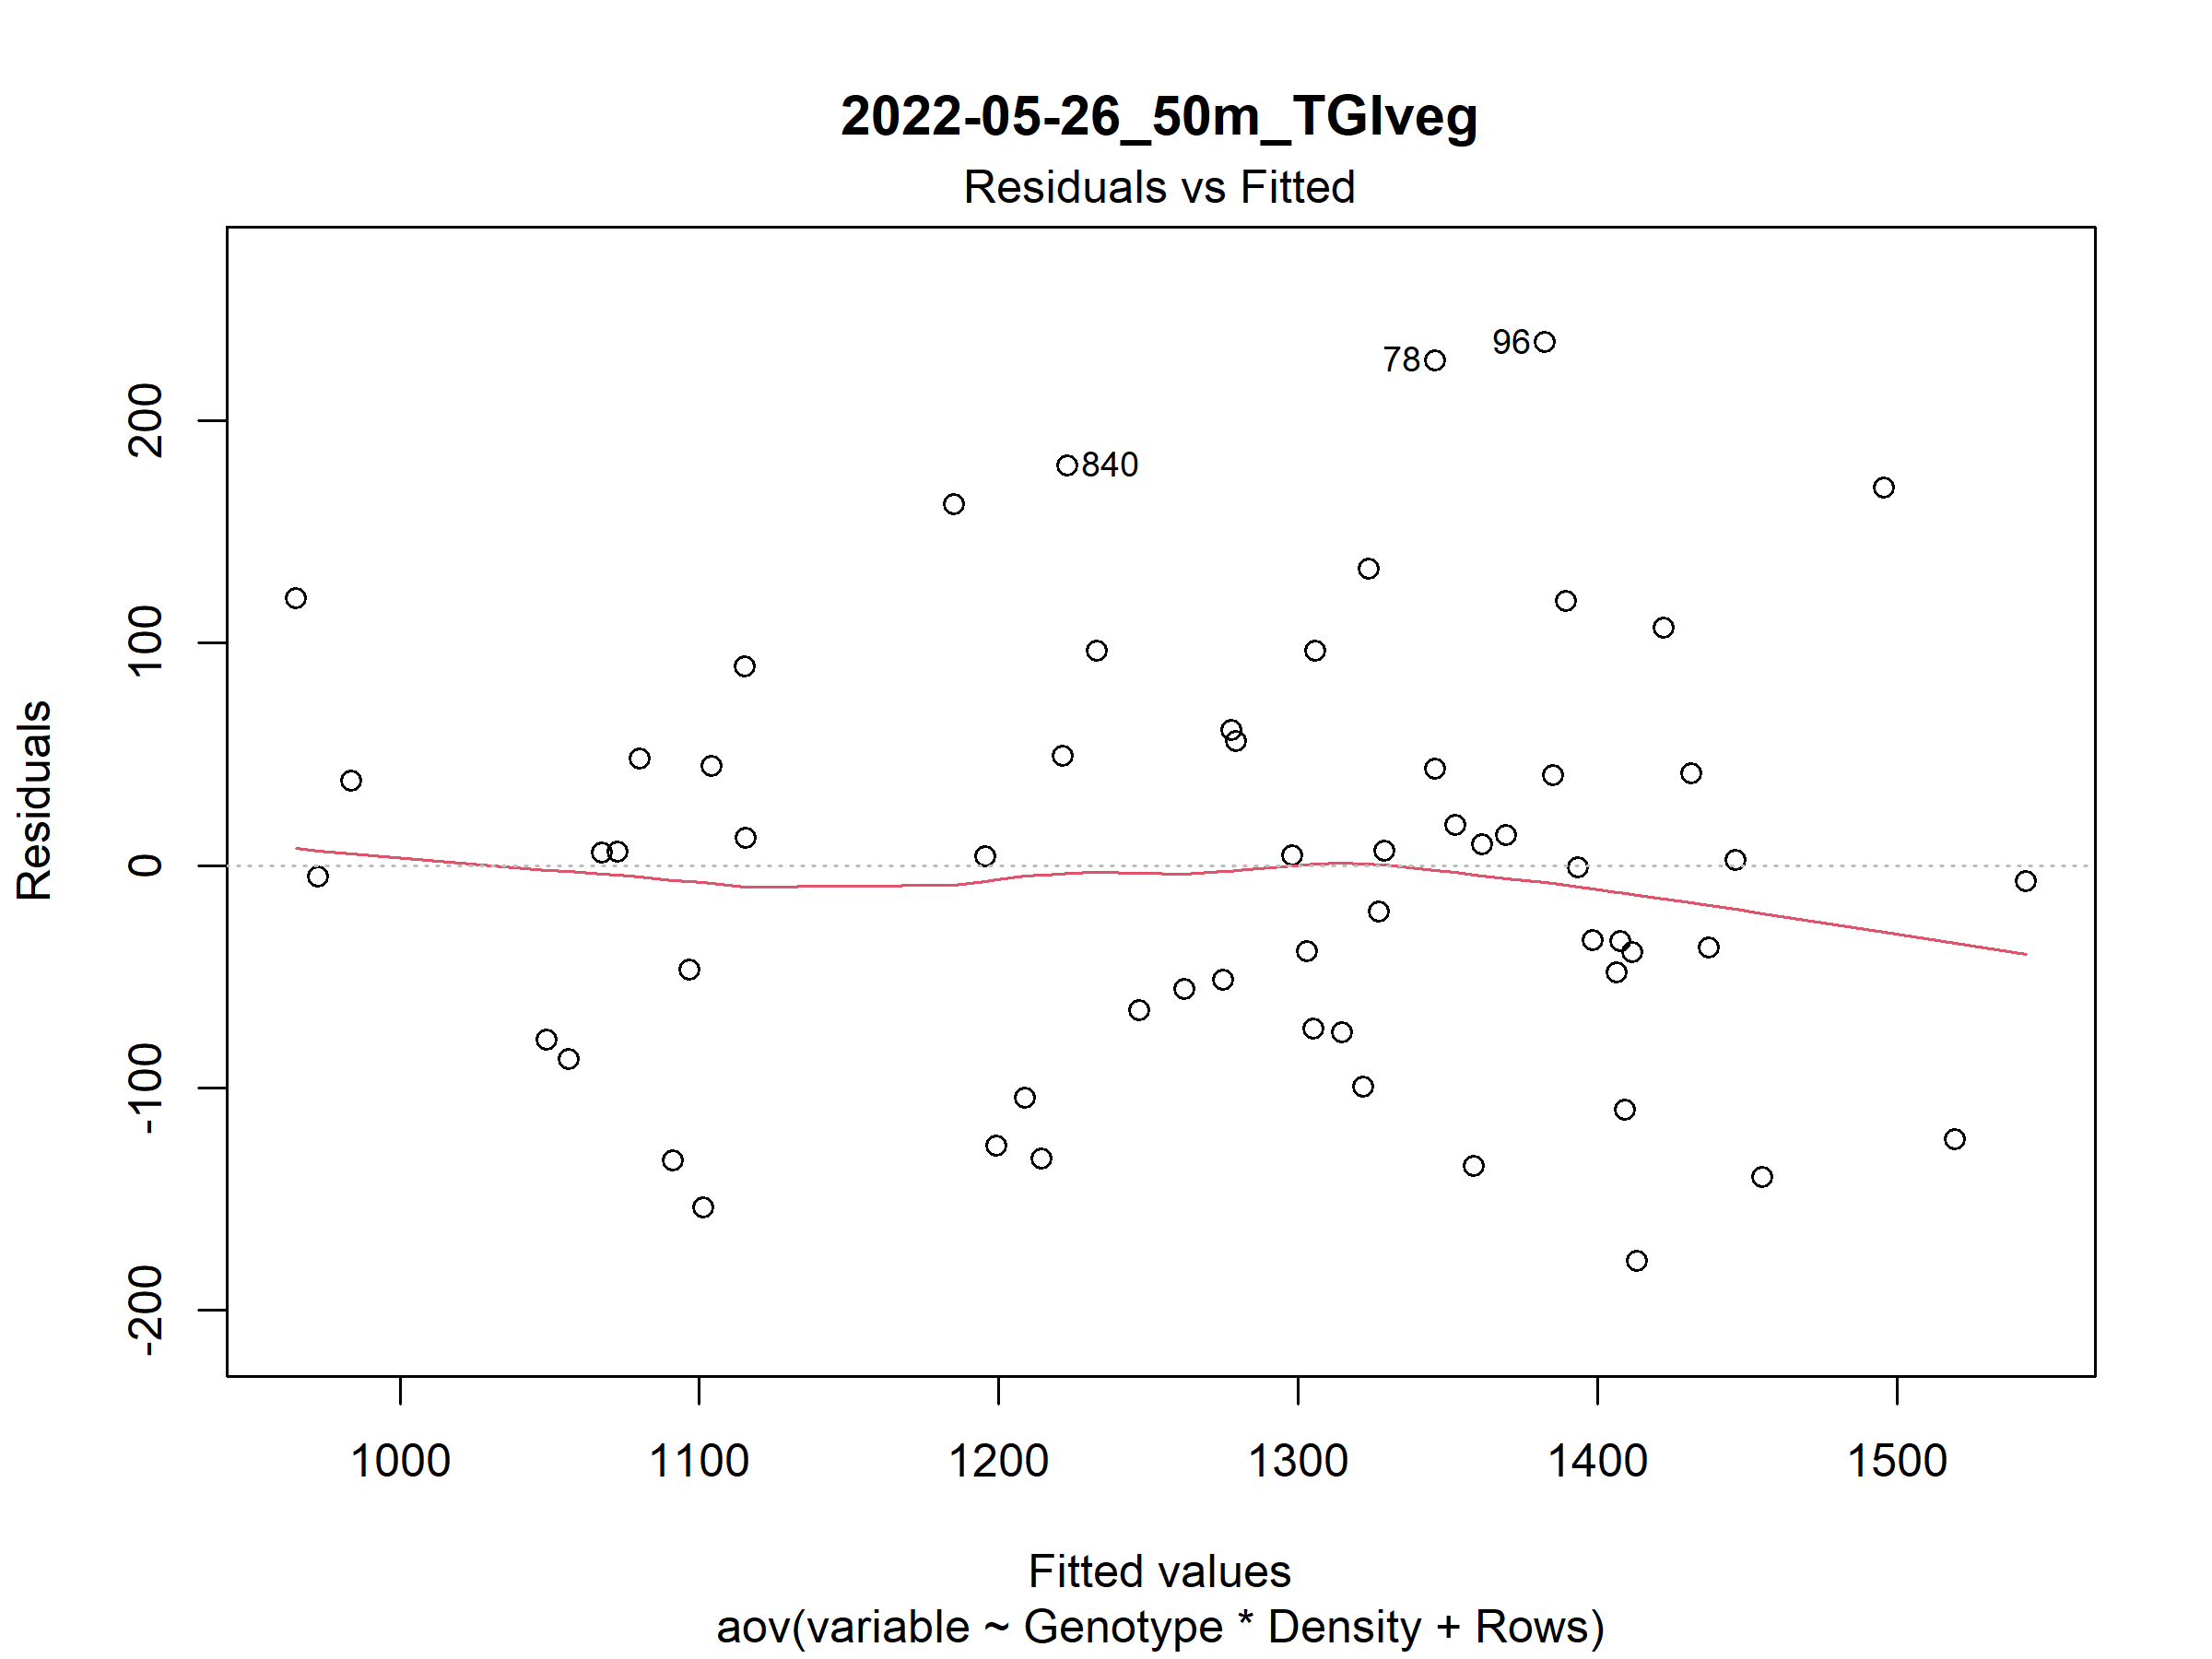 2022-05-26_50m_TGIveg
Residuals vs Fitted
96
78
840
200
100
0
-100
-200
Residuals
1000 1100 1200 1300 1400 1500
Fitted values
aov(variable ~ Genotype * Density + Rows)